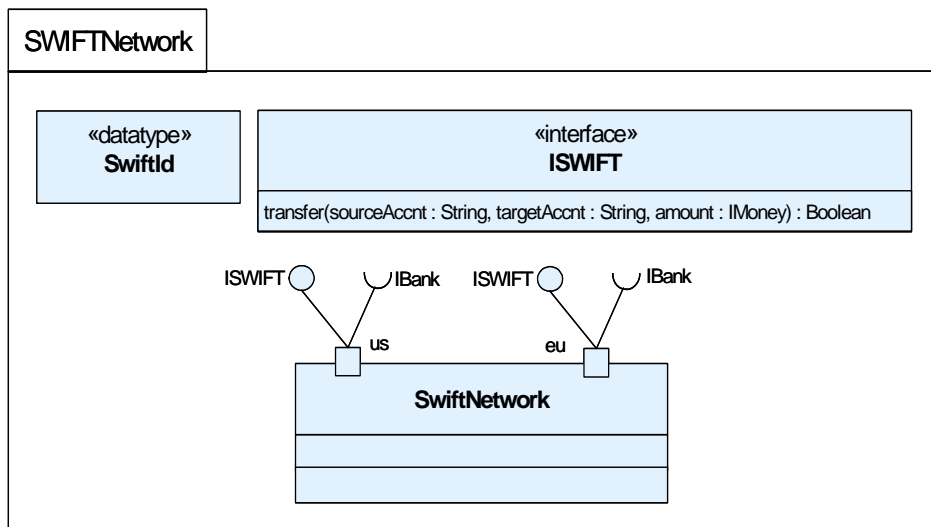 SWIFTNetwork
«datatype»
SwiftId
«interface»
ISWIFT
transfer(sourceAccnt : String, targetAccnt : String, amount : IMoney) : Boolean
ISWIFT
IBank
ISWIFT
IBank
us
eu
SwiftNetwork